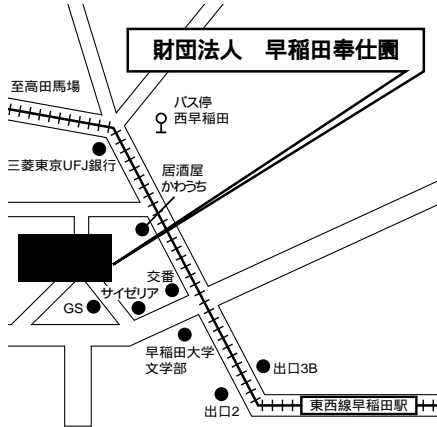 財団法人 早稲田奉仕園
至高田馬場
バス停
西早稲田
三菱東京UFJ銀行
居酒屋
かわうち
交番
サイゼリア
GS
早稲田大学
文学部
出口3B
出口2
東西線早稲田駅